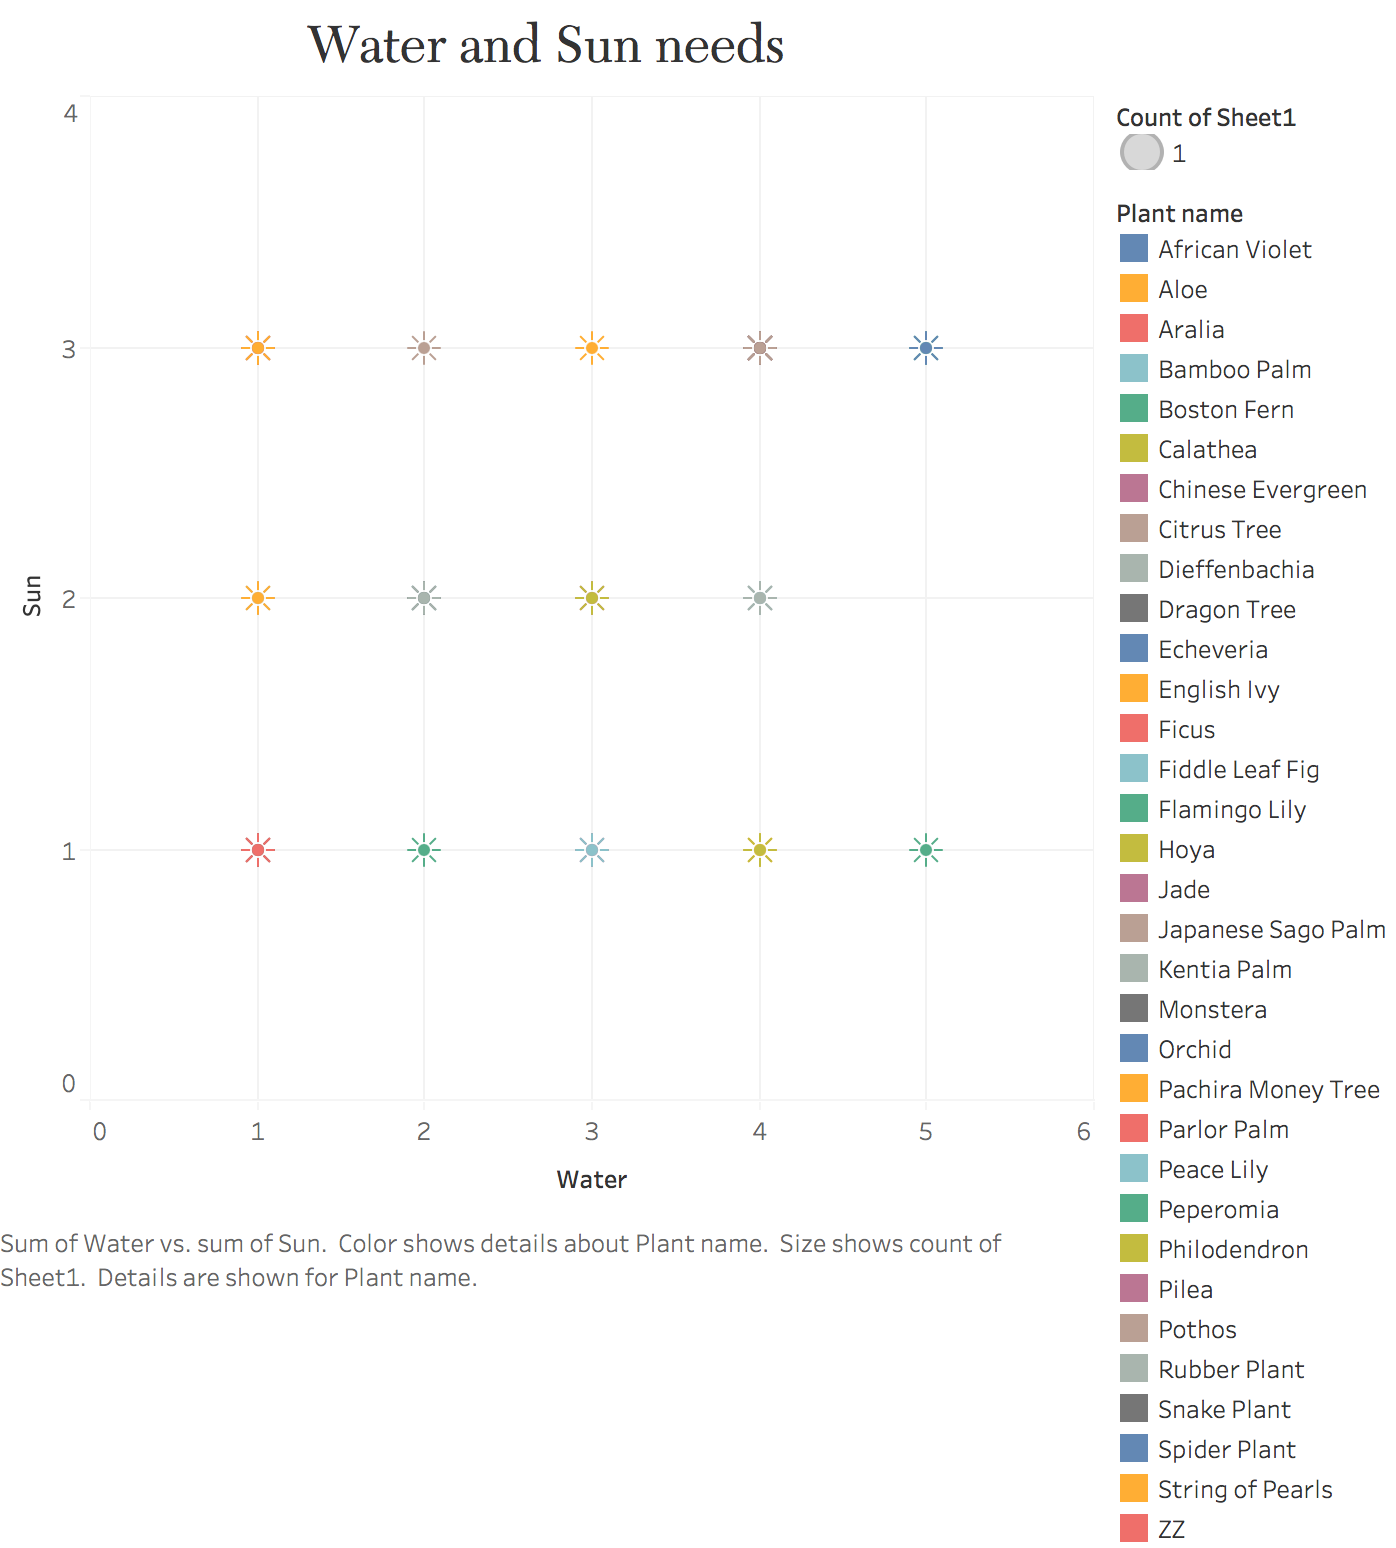 Water and Sun needs
4
3
2
1
0
Sun
0 1 2 3 4 5 6
Water
Sum of Water vs. sum of Sun.  Color shows details about Plant name.  Size shows count of
Sheet1.  Details are shown for Plant name.
Count of Sheet1
1
Plant name
African Violet
Aloe
Aralia
Bamboo Palm
Boston Fern
Calathea
Chinese Evergreen
Citrus Tree
Dieffenbachia
Dragon Tree
Echeveria
English Ivy
Ficus
Fiddle Leaf Fig
Flamingo Lily
Hoya
Jade
Japanese Sago Palm
Kentia Palm
Monstera
Orchid
Pachira Money Tree
Parlor Palm
Peace Lily
Peperomia
Philodendron
Pilea
Pothos
Rubber Plant
Snake Plant
Spider Plant
String of Pearls
ZZ